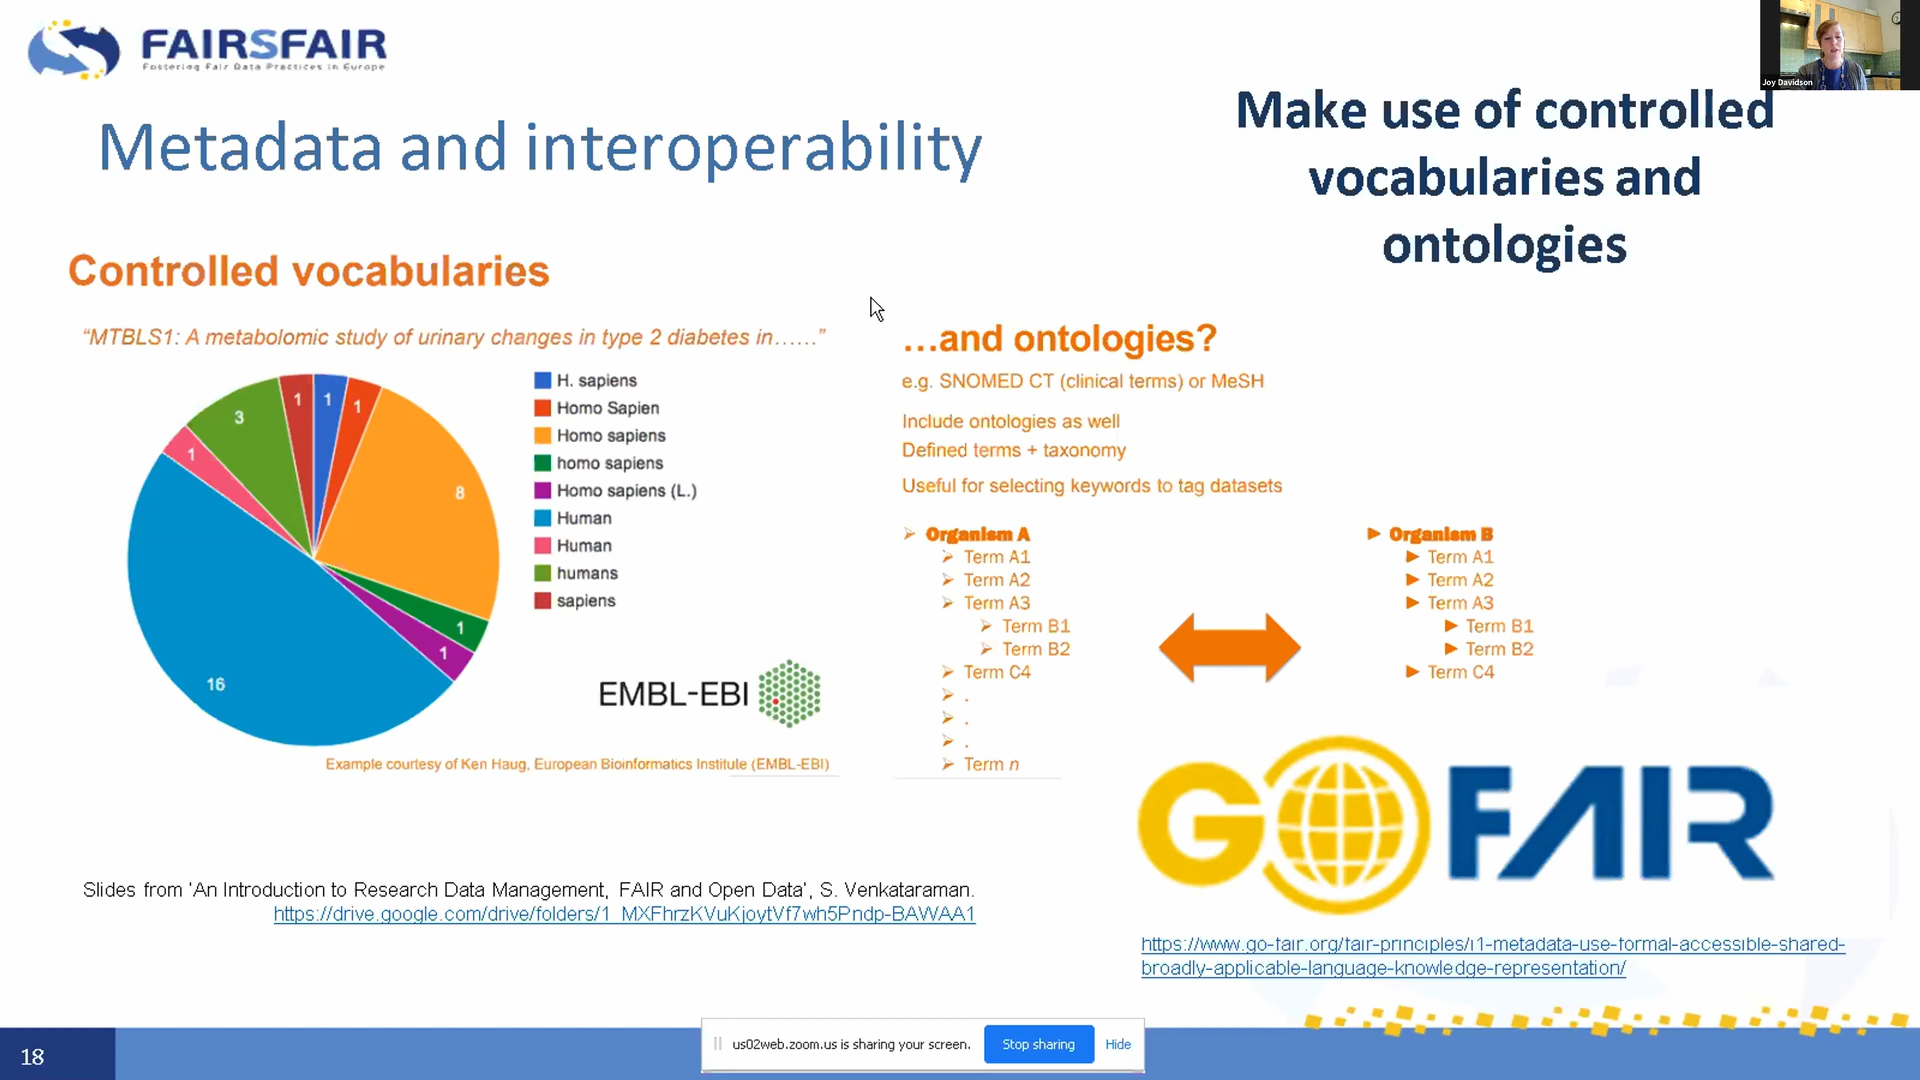 FAIRSFAIR
Fostering Fair Data Practices in Europe
Joy Davidson
Metadata and interoperability
Make use of controlled
vocabularies and
ontologies
Controlled vocabularies
“MTBLS1: A metabolomic study of urinary changes in type 2 diabetes in……”
1
1
1
3
1
8
1
1
16
H. sapiens
Homo Sapien
Homo sapiens
homo sapiens
Homo sapiens (L.)
Human
Human
humans
sapiens
EMBL-EBI
Example courtesy of Ken Haug, European Bioinformatics Institute (EMBL-EBI)
…and ontologies?
e.g. SNOMED CT (clinical terms) or MeSH
Include ontologies as well
Defined terms + taxonomy
Useful for selecting keywords to tag datasets
Organism A
Term A1
Term A2
Term A3
Term B1
Term B2
Term C4
.
.
.
Term n
Organism B
Term A1
Term A2
Term A3
Term B1
Term B2
Term C4
GO FAIR
Slides from ‘An Introduction to Research Data Management, FAIR and Open Data’, S. Venkataraman.
https://drive.google.com/drive/folders/1_MXFhrzKVuKjoytVf7wh5Pndp-BAWAA1
https://www.go-fair.org/fair-principles/i1-metadata-use-formal-accessible-shared-
broadly-applicable-language-knowledge-representation/
18
us02web.zoom.us is sharing your screen.
Stop sharing
Hide